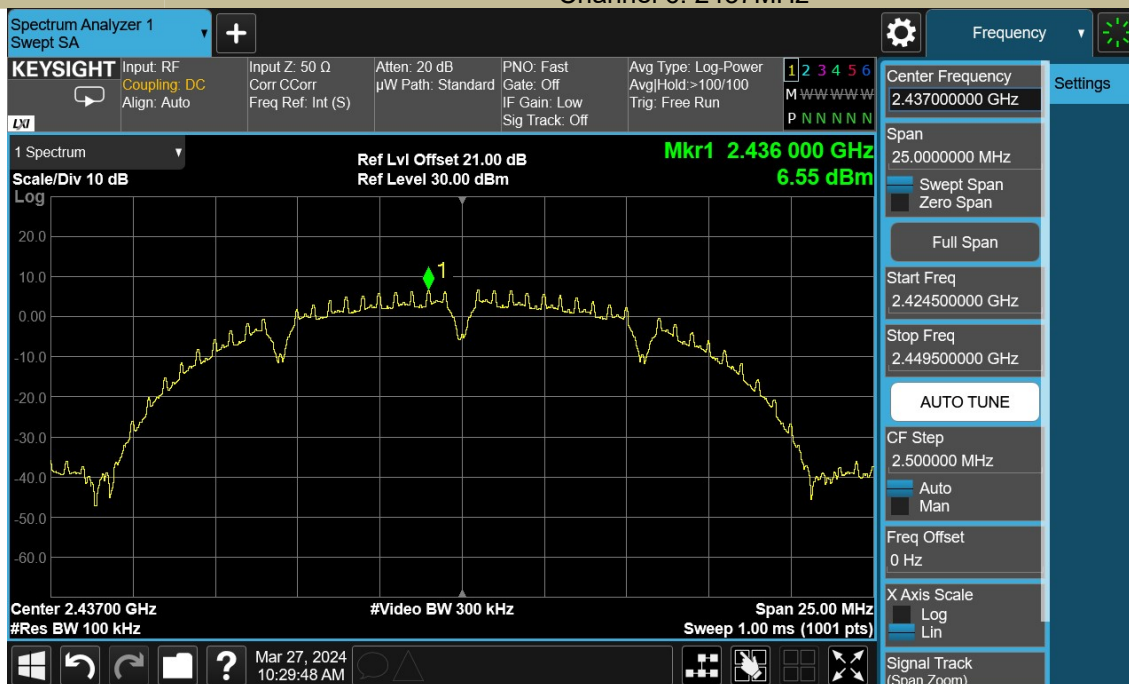 Channel 6: 2437MHz
Spectrum Analyzer 1
Swept SA
+
Frequency
KEYSIGHT
Input: RF
Coupling: DC
Align: Auto
Input Z: 50 Ω
Corr CCorr
Freq Ref: Int (S)
Atten: 20 dB
µW Path: Standard
PNO: Fast
Gate: Off
IF Gain: Low
Sig Track: Off
Avg Type: Log-Power
Avg|Hold:>100/100
Trig: Free Run
1 2 3 4 5 6
M W W W W W
P N N N N N
LXI
Center Frequency
2.437000000 GHz
Settings
Span
25.0000000 MHz
Swept Span
Zero Span
Full Span
Start Freq
2.424500000 GHz
Stop Freq
2.449500000 GHz
AUTO TUNE
CF Step
2.500000 MHz
Auto
Man
Freq Offset
0 Hz
X Axis Scale
Log
Lin
Signal Track
(Span Zoom)
1 Spectrum
Scale/Div 10 dB
Log
Ref Lvl Offset 21.00 dB
Ref Level 30.00 dBm
Mkr1 2.436 000 GHz
6.55 dBm
1
20.0
10.0
0.00
-10.0
-20.0
-30.0
-40.0
-50.0
-60.0
Center 2.43700 GHz
#Res BW 100 kHz
#Video BW 300 kHz
Span 25.00 MHz
Sweep 1.00 ms (1001 pts)
?
Mar 27, 2024
10:29:48 AM